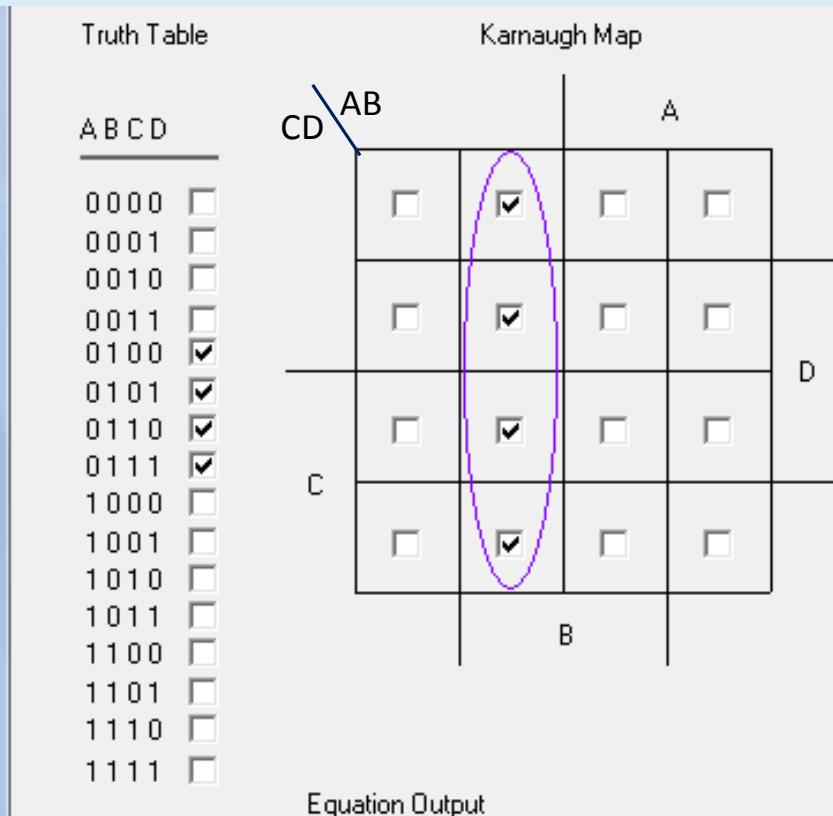 Truth Table
Karnaugh Map
AB
CD
A
A B C D
0 0 0 0
0 0 0 1
0 0 1 0
0 0 1 1
0 1 0 0
0 1 0 1
0 1 1 0
0 1 1 1
1 0 0 0
1 0 0 1
1 0 1 0
1 0 1 1
1 1 0 0
1 1 0 1
1 1 1 0
1 1 1 1
D
C
B
Equation Output